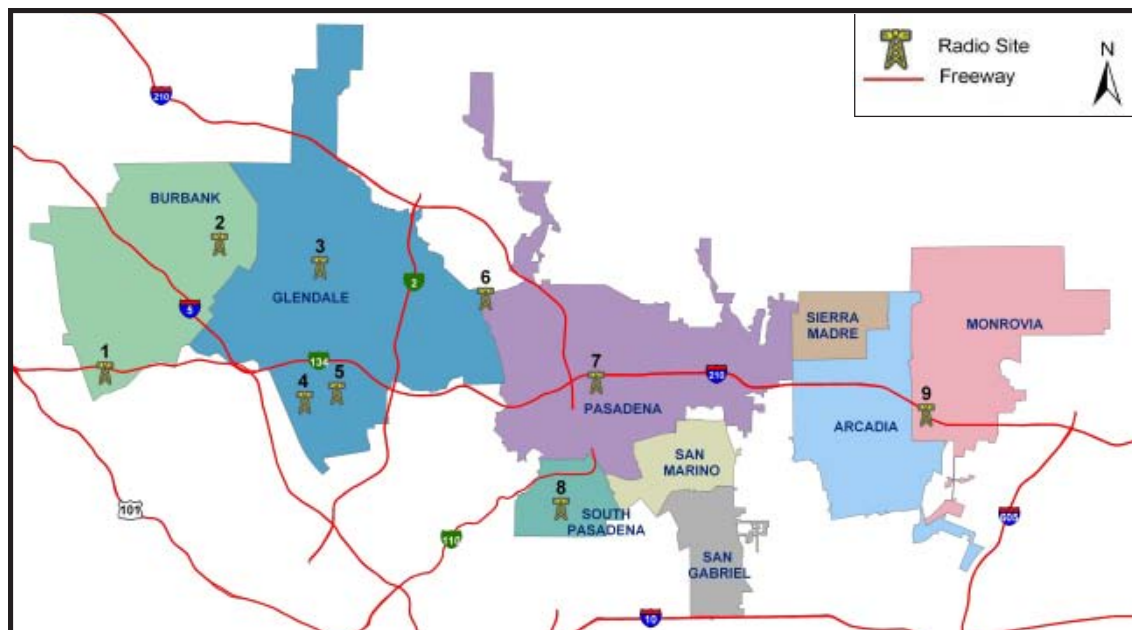 Radio Site
Freeway
N
210
BURBANK
2
3
2
6
GLENDALE
5
SIERRA
MADRE
MONROVIA
1
134
4
5
7
210
PASADENA
9
ARCADIA
SAN
MARINO
8
SOUTH
PASADENA
101
110
605
SAN
GABRIEL
10